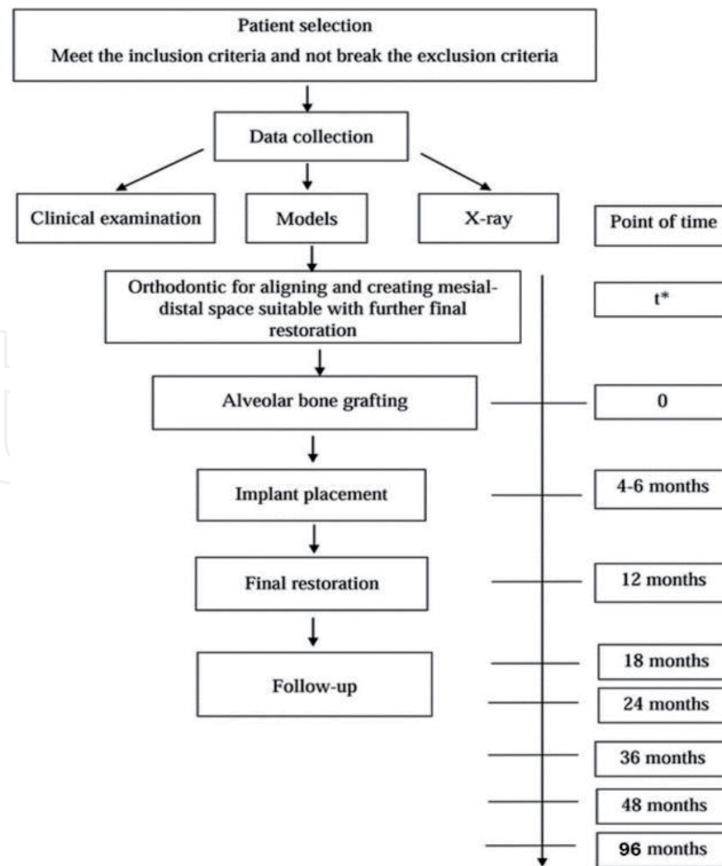 Patient selection
Meet the inclusion criteria and not break the exclusion criteria
Data collection
Clinical examination
Models
X-ray
Point of time
Orthodontic for aligning and creating mesial-
distal space suitable with further final
restoration
t*
Alveolar bone grafting
0
Implant placement
4-6 months
Final restoration
12 months
Follow-up
18 months
24 months
36 months
48 months
96 months